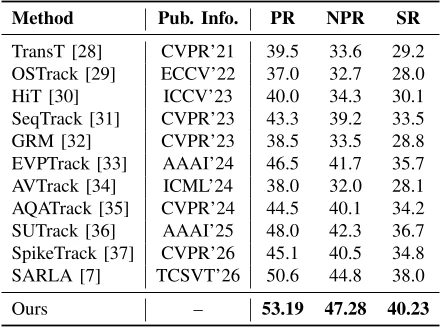 Method Pub. Info. PR NPR SR
TransT [28] CVPR'21 39.5 33.6 29.2
OSTrack [29] ECCV'22 37.0 32.7 28.0
HiT [30] ICCV'23 40.0 34.3 30.1
SeqTrack [31] CVPR'23 43.3 39.2 33.5
GRM [32] CVPR'23 38.5 33.5 28.8
EVPTrack [33] AAAI'24 46.5 41.7 35.7
AVTrack [34] ICML'24 38.0 32.0 28.1
AQATrack [35] CVPR'24 44.5 40.1 34.2
SUTrack [36] AAAI'25 48.0 42.3 36.7
SpikeTrack [37] CVPR'26 45.1 40.5 34.8
SARLA [7] TCSVT'26 50.6 44.8 38.0
Ours – 53.19 47.28 40.23